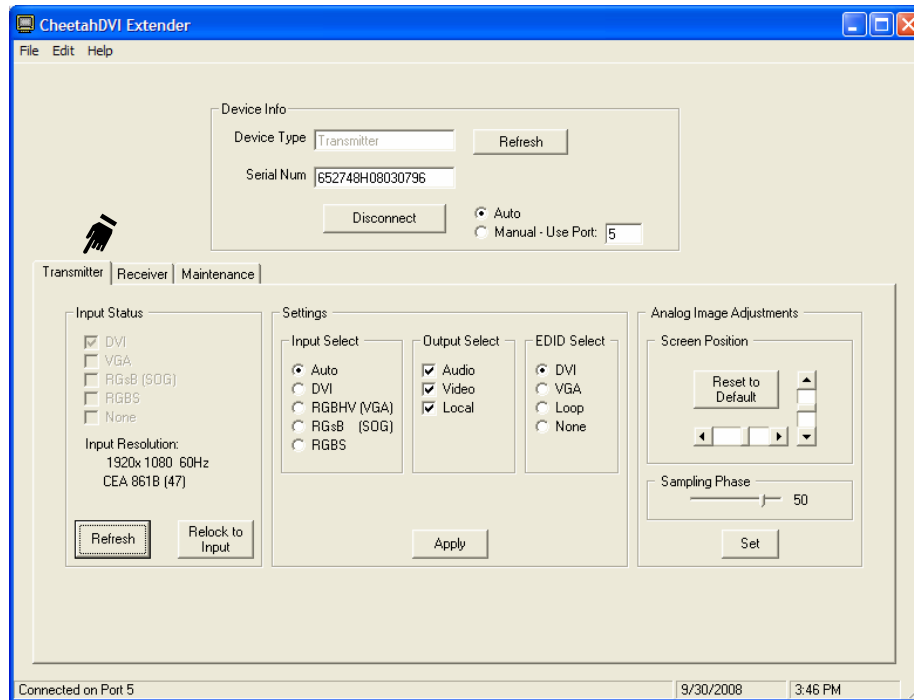 CheetahDVI Extender
File Edit Help
Device Info
Device Type Transmitter Refresh
Serial Num 652748H08030796
Disconnect Auto
Manual - Use Port: 5
Transmitter Receiver Maintenance
Input Status
DVI
VGA
RGsB (SOG)
RGBS
None
Input Resolution:
1920x 1080 60Hz
CEA 861B (47)
Refresh Relock to Input
Settings
Input Select
Auto
DVI
RGBHV (VGA)
RGsB (SOG)
RGBS
Output Select
Audio
Video
Local
EDID Select
DVI
VGA
Loop
None
Apply
Analog Image Adjustments
Screen Position
Reset to
Default
Sampling Phase
50
Set
Connected on Port 5 9/30/2008 3:46 PM